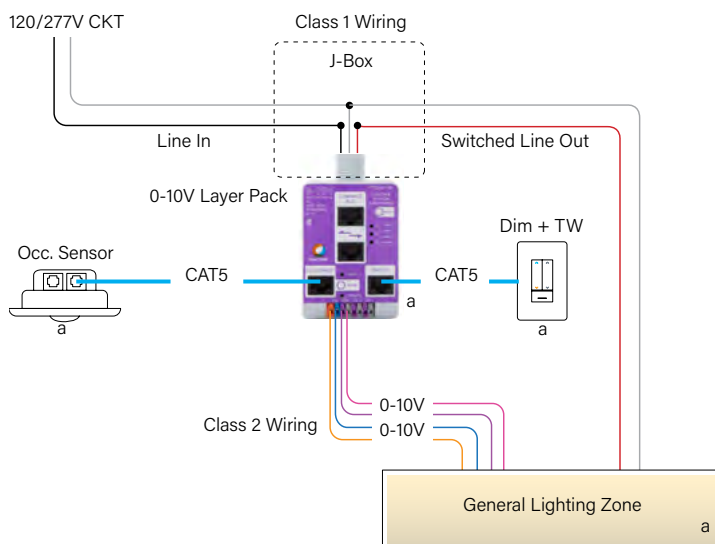 120/277V CKT
Class 1 Wiring
J-Box
Line In
Switched Line Out
0-10V Layer Pack
Dim + TW
Occ. Sensor
CAT5
CAT5
a
a
a
0-10V
Class 2 Wiring
0-10V
General Lighting Zone
a